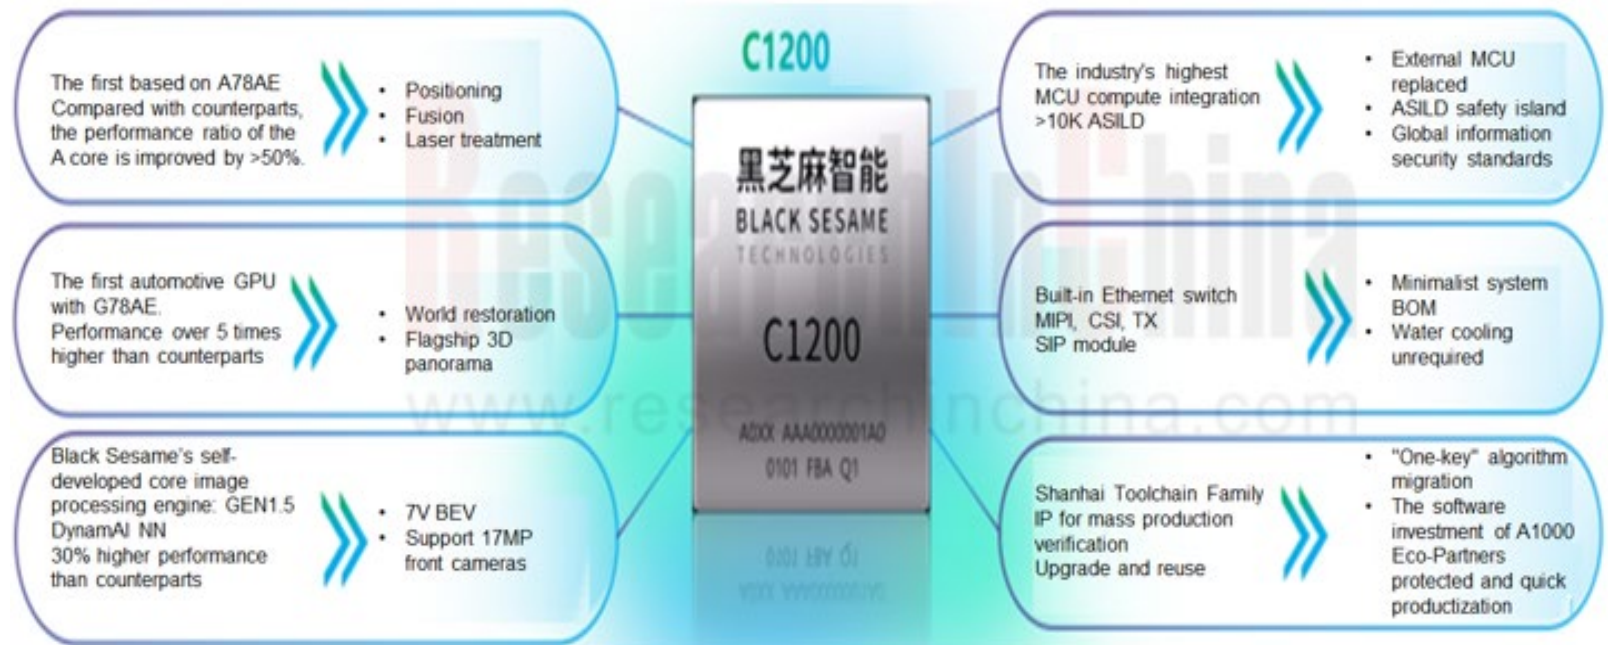 C1200
The first based on A78AE
Compared with counterparts,
the performance ratio of the
A core is improved by >50%.
• Positioning
• Fusion
• Laser treatment
The first automotive GPU
with G78AE.
Performance over 5 times
higher than counterparts
• World restoration
• Flagship 3D
panorama
Black Sesame's self-
developed core image
processing engine: GEN1.5
DynamAI NN
30% higher performance
than counterparts
• 7V BEV
• Support 17MP
front cameras
黑芝麻智能
BLACK SESAME
TECHNOLOGIES
C1200
A0XX AAA0000001A0
0101 FBA Q1
The industry's highest
MCU compute integration
>10K ASILD
• External MCU
replaced
• ASILD safety island
• Global information
security standards
Built-in Ethernet switch
MIPI, CSI, TX
SIP module
• Minimalist system
BOM
• Water cooling
unrequired
Shanhai Toolchain Family
IP for mass production
verification
Upgrade and reuse
• "One-key" algorithm
migration
• The software
investment of A1000
Eco-Partners
protected and quick
productization
ResearchInChina
www.researchinchina.com